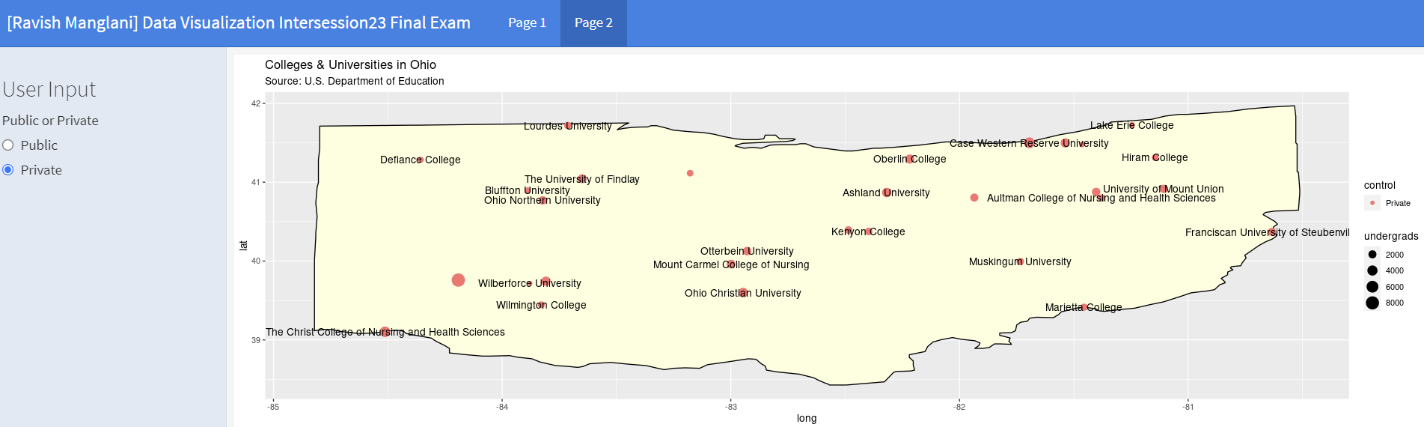 [Ravish Manglani] Data Visualization Intersession23 Final Exam
Page 1
Page 2
User Input
Public or Private
Public
Private
Colleges & Universities in Ohio
Source: U.S. Department of Education
42
41
40
39
lat
Lourdes University
Lake Erie College
Case Western Reserve University
Defiance College
Oberlin College
Hiram College
The University of Findlay
Bluffton University
Ohio Northern University
Ashland University
University of Mount Union
Aultman College of Nursing and Health Sciences
Kenyon College
Franciscan University of Steubenvil
Otterbein University
Mount Carmel College of Nursing
Muskingum University
Wilberforce University
Ohio Christian University
Wilmington College
Marietta College
The Christ College of Nursing and Health Sciences
-85
-84
-83
-82
-81
long
control
Private
undergrads
2000
4000
6000
8000